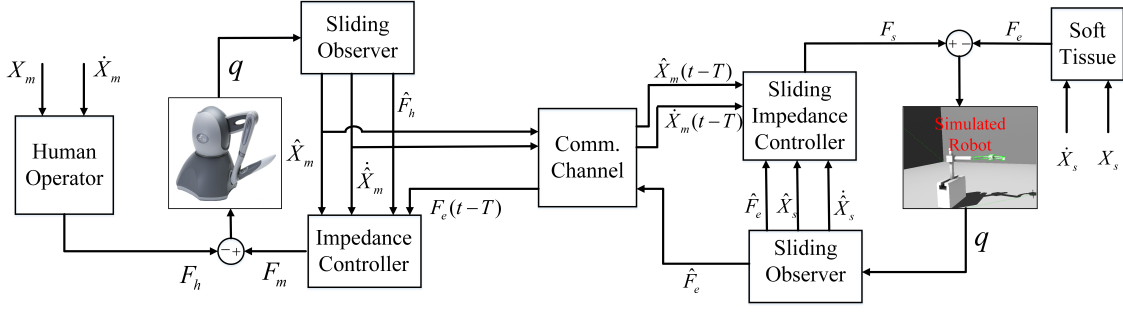 Sliding
Observer
q
X_m
Ẋ_m
Human
Operator
X̂_m
Ẋ̂_m
F̂_h
F_e(t−T)
Impedance
Controller
− +
F_h
F_m
Comm.
Channel
X̂_m(t−T)
Ẋ̂_m(t−T)
Sliding
Impedance
Controller
F_s
+ −
F_e
Soft
Tissue
Simulated
Robot
Ẋ_s
X_s
F̂_e
X̂_s
Ẋ̂_s
Sliding
Observer
F̂_e
q